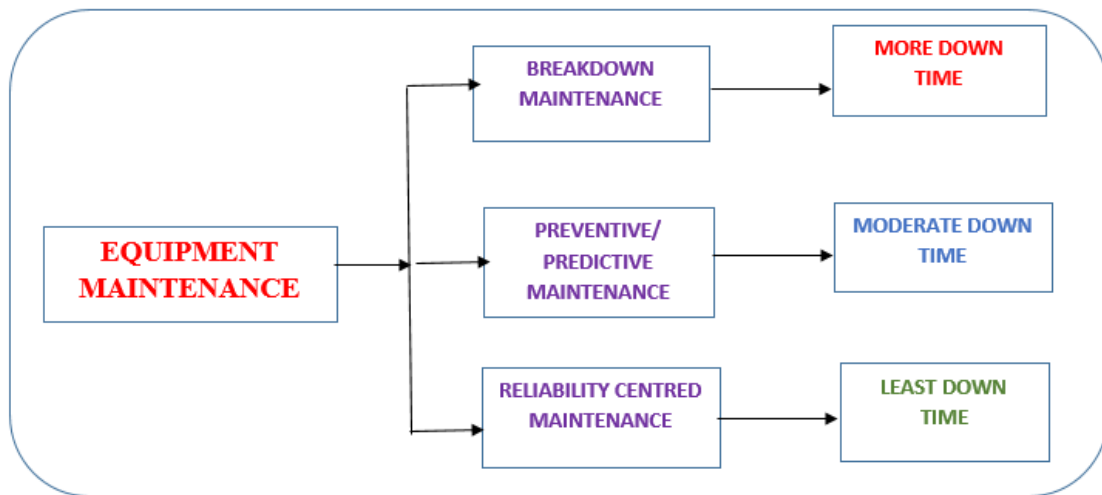 EQUIPMENT
MAINTENANCE
BREAKDOWN
MAINTENANCE
MORE DOWN
TIME
PREVENTIVE/
PREDICTIVE
MAINTENANCE
MODERATE DOWN
TIME
RELIABILITY CENTRED
MAINTENANCE
LEAST DOWN
TIME